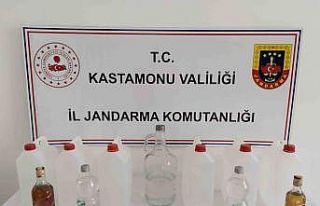 T.C.
KASTAMONU VALİLİĞİ
İL JANDARMA KOMUTANLIĞI